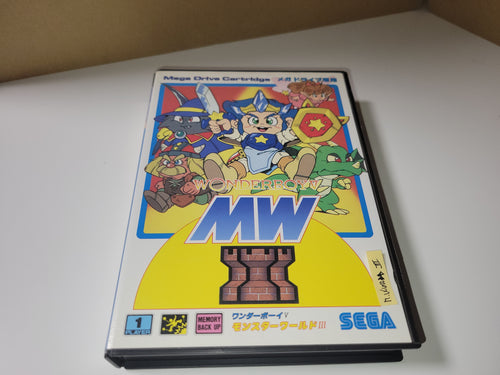 Mega Drive Cartridge メガドライブ専用
WONDERBOY V
MW
III
1
PLAYER
MEMORY
BACK UP
ワンダーボーイV
モンスターワールドIII
SEGA